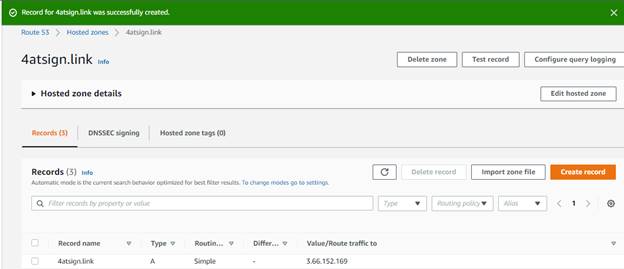 Record for 4atsign.link was successfully created.
Route 53 > Hosted zones > 4atsign.link
4atsign.link Info
Delete zone Test record Configure query logging
Hosted zone details Edit hosted zone
Records (3) DNSSEC signing Hosted zone tags (0)
Records (3) Info
Delete record Import zone file Create record
Automatic mode is the current search behavior optimized for best filter results. To change modes go to settings.
Filter records by property or value Type Routing policy Alias 1
Record name Type Routin... Differ... Value/Route traffic to
4atsign.link A Simple - 3.66.152.169